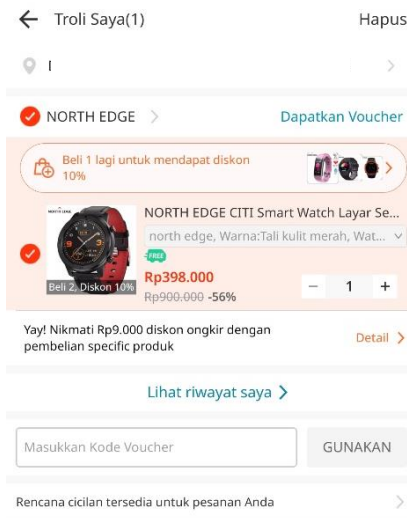 Troli Saya(1)
Hapus
NORTH EDGE
Dapatkan Voucher
Beli 1 lagi untuk mendapat diskon
10%
NORTH EDGE CITI Smart Watch Layar Se...
north edge, Warna:Tali kulit merah, Wat...
FREE
Beli 2, Diskon 10%
Rp398.000
Rp900.000 -56%
1
Yay! Nikmati Rp9.000 diskon ongkir dengan
pembelian specific produk
Detail
Lihat riwayat saya
Masukkan Kode Voucher
GUNAKAN
Rencana cicilan tersedia untuk pesanan Anda